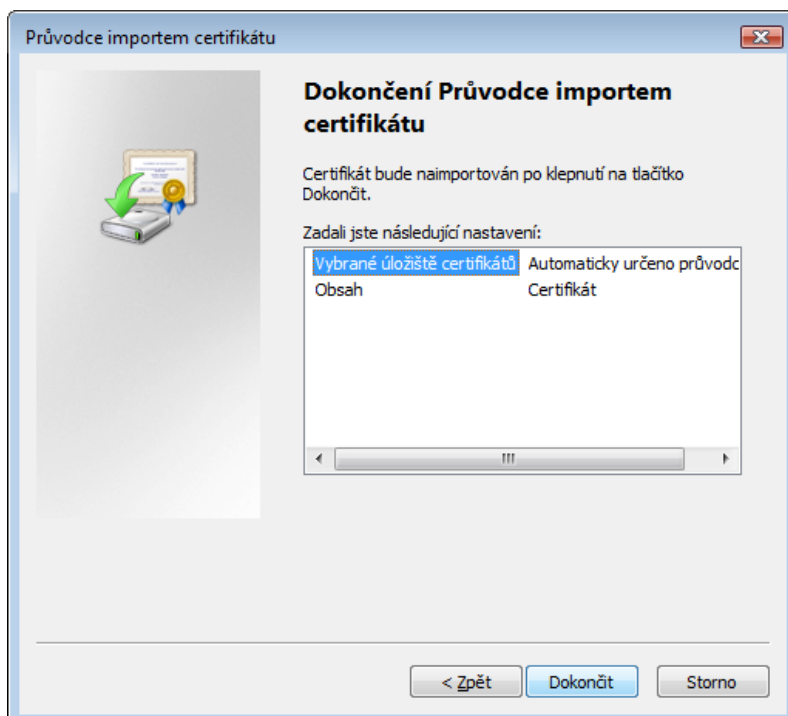 Průvodce importem certifikátu
Dokončení Průvodce importem
certifikátu
Certifikát bude naimportován po klepnutí na tlačítko
Dokončit.
Zadali jste následující nastavení:
Vybrané úložiště certifikátů Automaticky určeno průvodc
Obsah Certifikát
< Zpět Dokončit Storno